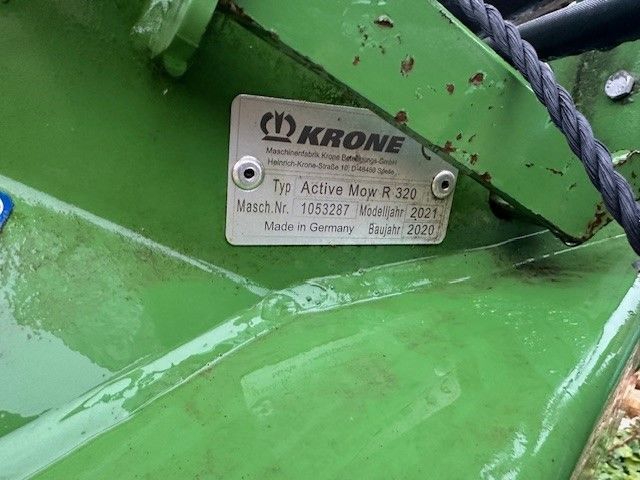 KRONE
Maschinenfabrik Krone Beteiligungs-GmbH
Heinrich-Krone-Straße 10, D-48480 Spelle
Typ Active Mow R 320
Masch.Nr. 1053287 Modelljahr 2021
Made in Germany Baujahr 2020